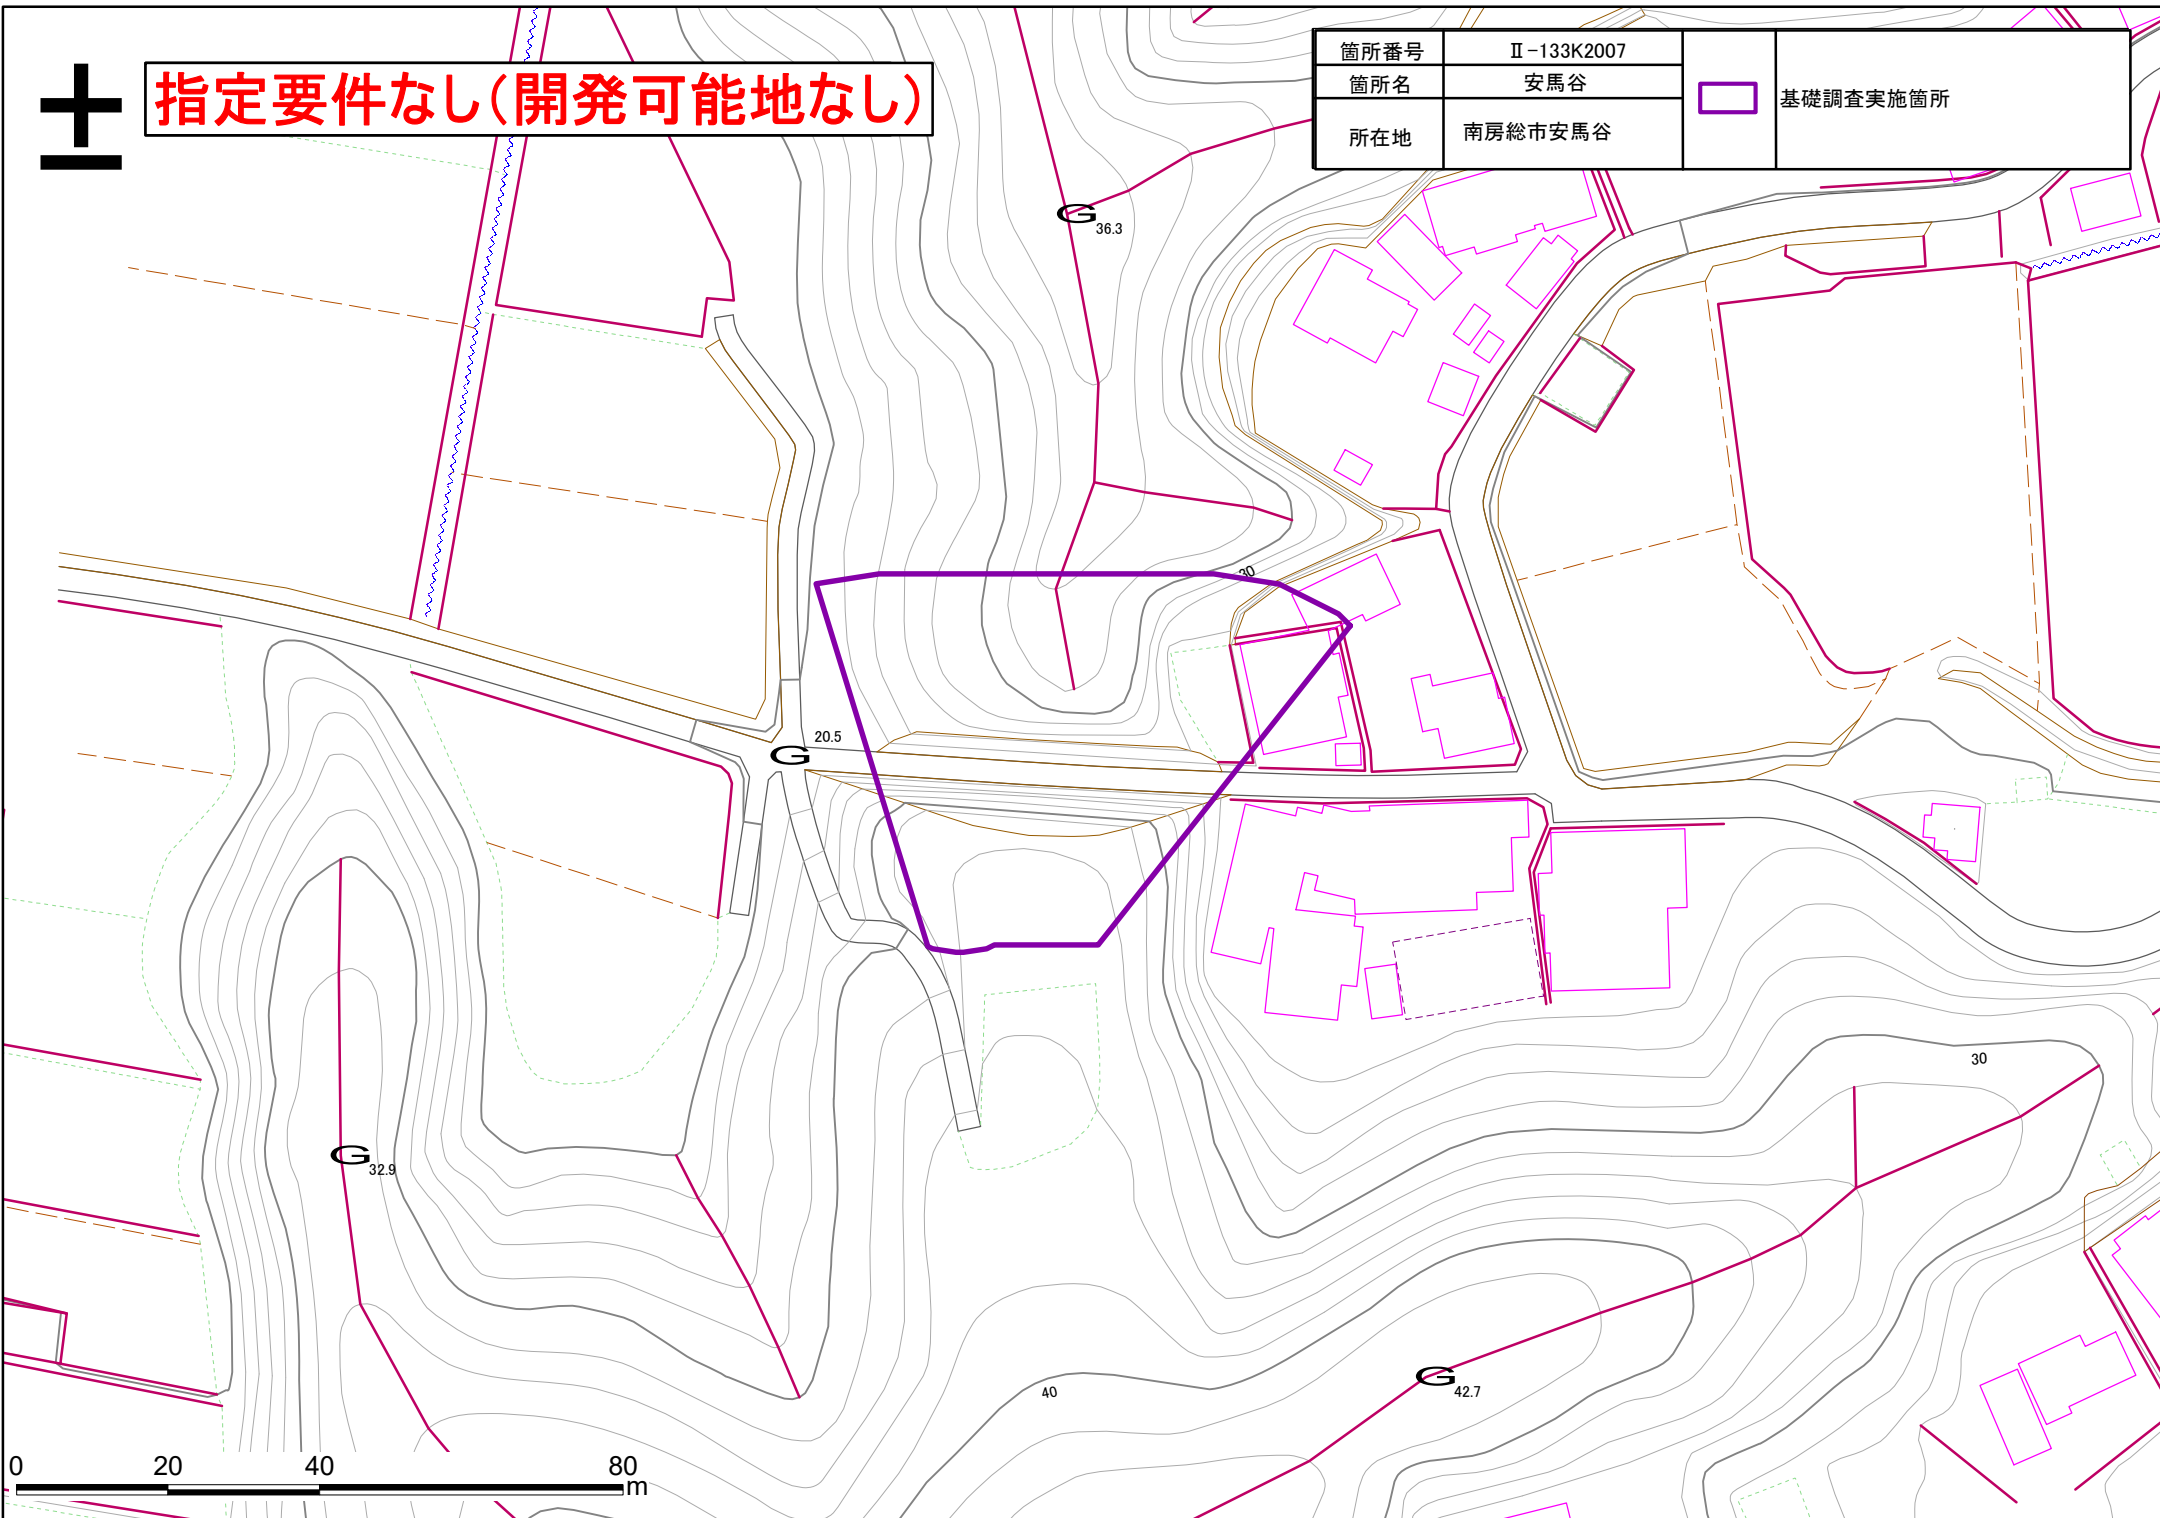 指定要件なし(開発可能地なし)
箇所番号 Ⅱ-133K2007
箇所名 安馬谷
所在地 南房総市安馬谷
基礎調査実施箇所
G 36.3
30
G 20.5
G 32.9
30
40
G 42.7
0 20 40 80
m